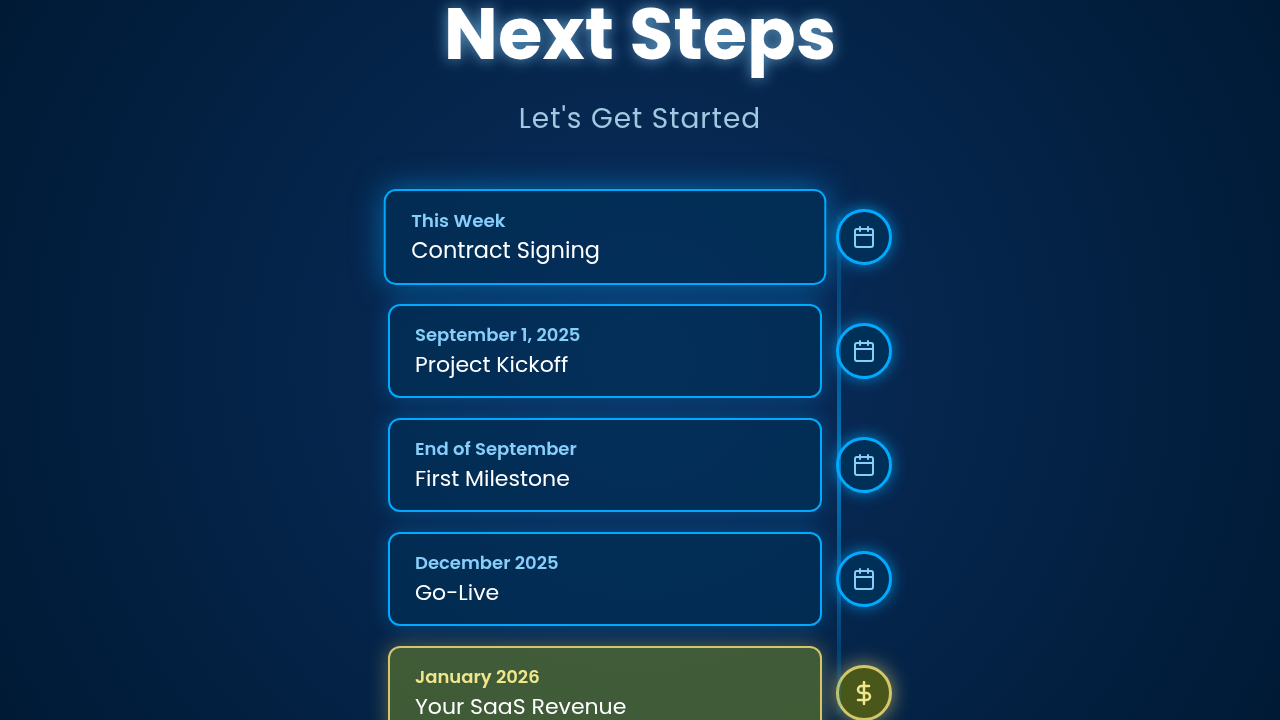 Next Steps
Let's Get Started
This Week
Contract Signing
September 1, 2025
Project Kickoff
End of September
First Milestone
December 2025
Go-Live
January 2026
Your SaaS Revenue
$